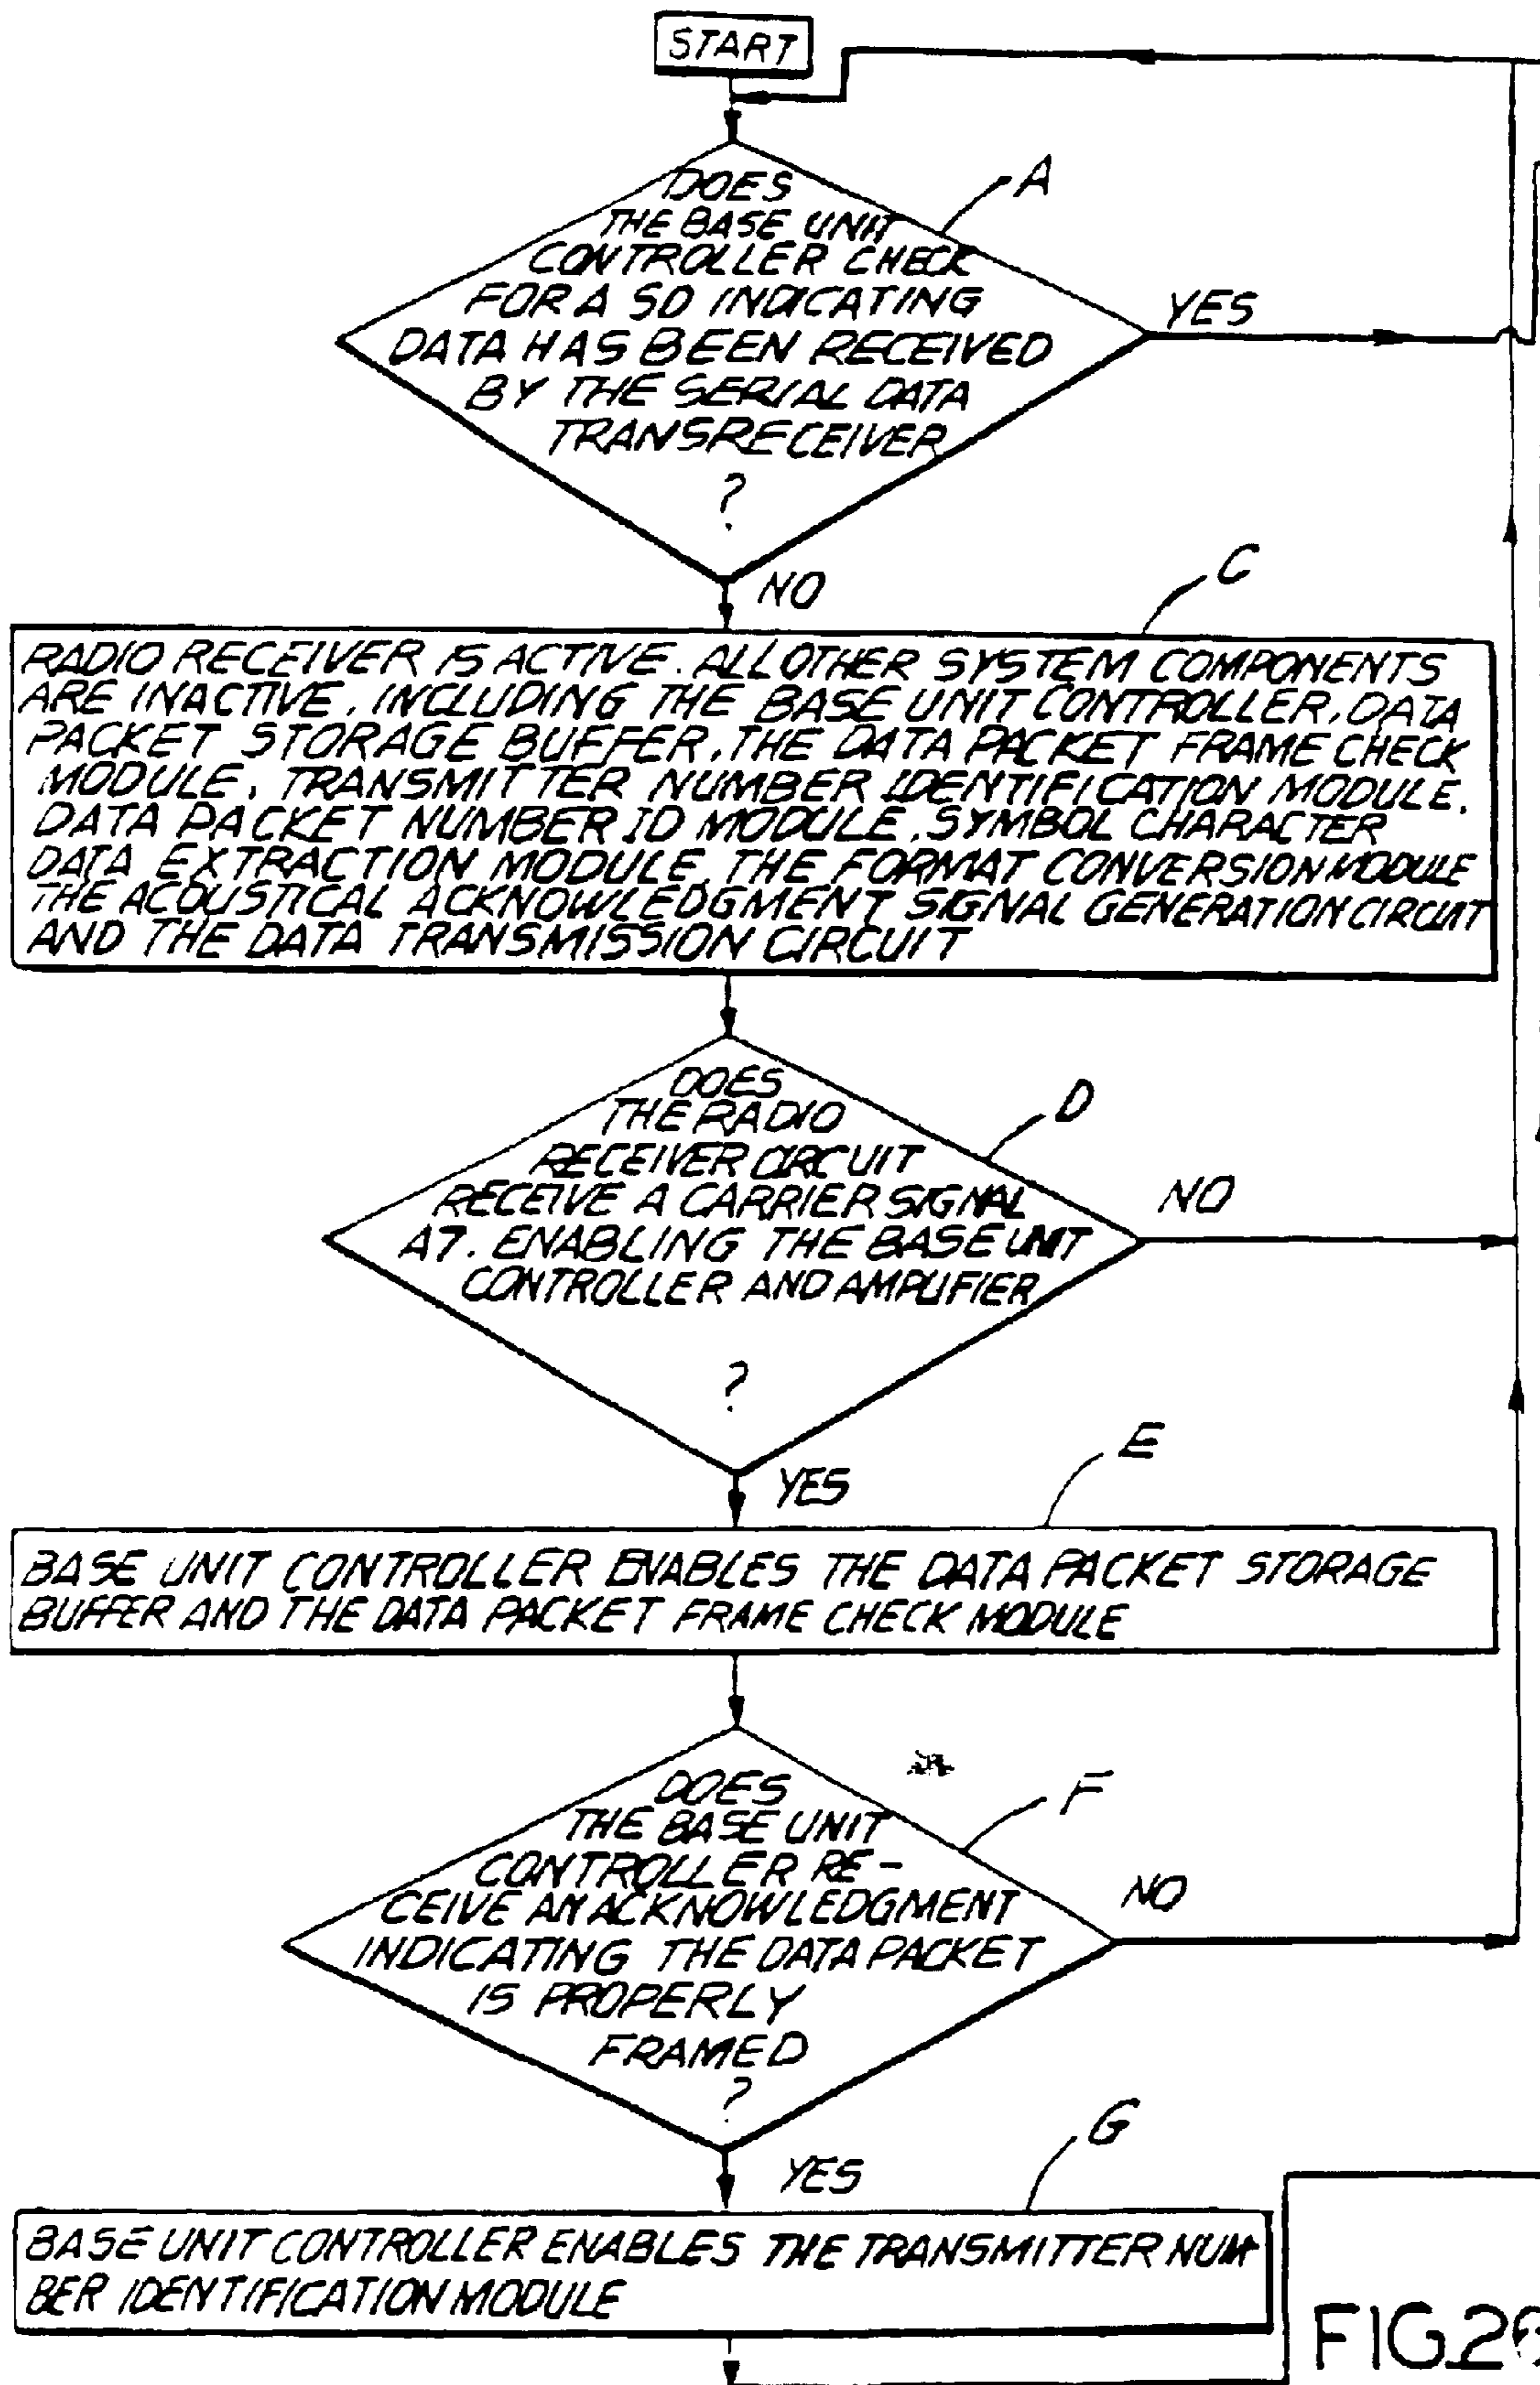 START
A
DOES
THE BASE UNIT
CONTROLLER CHECK
FOR A SD INDICATING
DATA HAS BEEN RECEIVED
BY THE SERIAL DATA
TRANSRECEIVER
?
YES
NO
C
RADIO RECEIVER IS ACTIVE. ALL OTHER SYSTEM COMPONENTS
ARE INACTIVE, INCLUDING THE BASE UNIT CONTROLLER, DATA
PACKET STORAGE BUFFER, THE DATA PACKET FRAME CHECK
MODULE, TRANSMITTER NUMBER IDENTIFICATION MODULE,
DATA PACKET NUMBER ID MODULE, SYMBOL CHARACTER
DATA EXTRACTION MODULE, THE FORMAT CONVERSION MODULE
THE ACOUSTICAL ACKNOWLEDGMENT SIGNAL GENERATION CIRCUIT
AND THE DATA TRANSMISSION CIRCUIT
D
DOES
THE RADIO
RECEIVER CIRCUIT
RECEIVE A CARRIER SIGNAL
A7. ENABLING THE BASE UNIT
CONTROLLER AND AMPLIFIER
?
NO
YES
E
BASE UNIT CONTROLLER ENABLES THE DATA PACKET STORAGE
BUFFER AND THE DATA PACKET FRAME CHECK MODULE
F
DOES
THE BASE UNIT
CONTROLLER RE-
CEIVE AN ACKNOWLEDGMENT
INDICATING THE DATA PACKET
IS PROPERLY
FRAMED
?
NO
YES
G
BASE UNIT CONTROLLER ENABLES THE TRANSMITTER NUM-
BER IDENTIFICATION MODULE
FIG.2